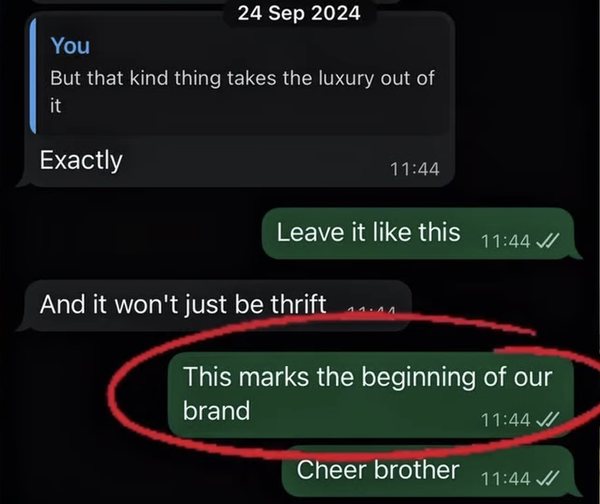 24 Sep 2024
You
But that kind thing takes the luxury out of
it
Exactly
11:44
Leave it like this 11:44
And it won't just be thrift 11:44
This marks the beginning of our
brand
11:44
Cheer brother 11:44